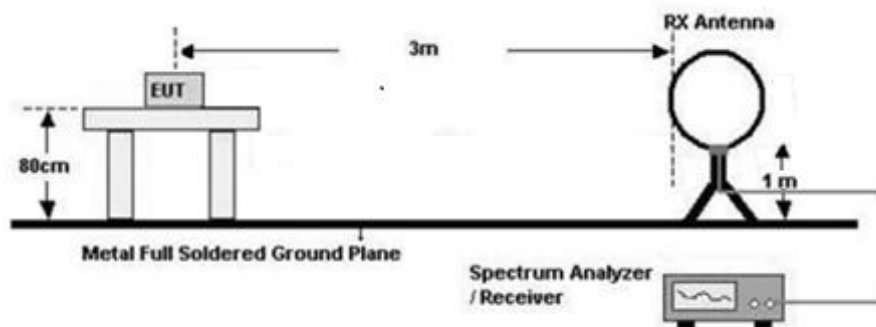 RX Antenna
3m
EUT
80cm
1 m
Metal Full Soldered Ground Plane
Spectrum Analyzer
/ Receiver